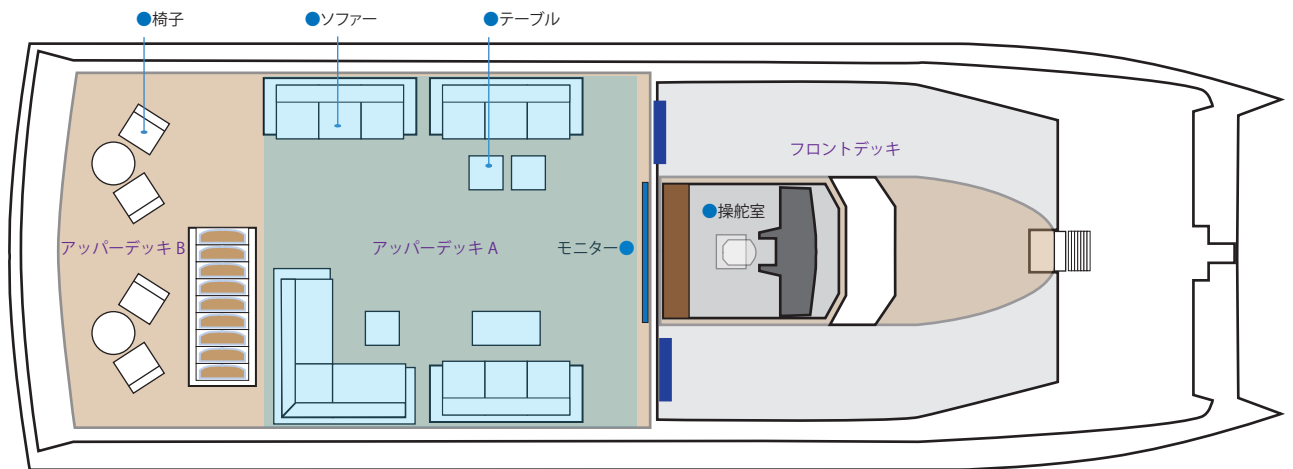 ●椅子
●ソファー
●テーブル
フロントデッキ
●操舵室
アッパーデッキ B
アッパーデッキ A
モニター●